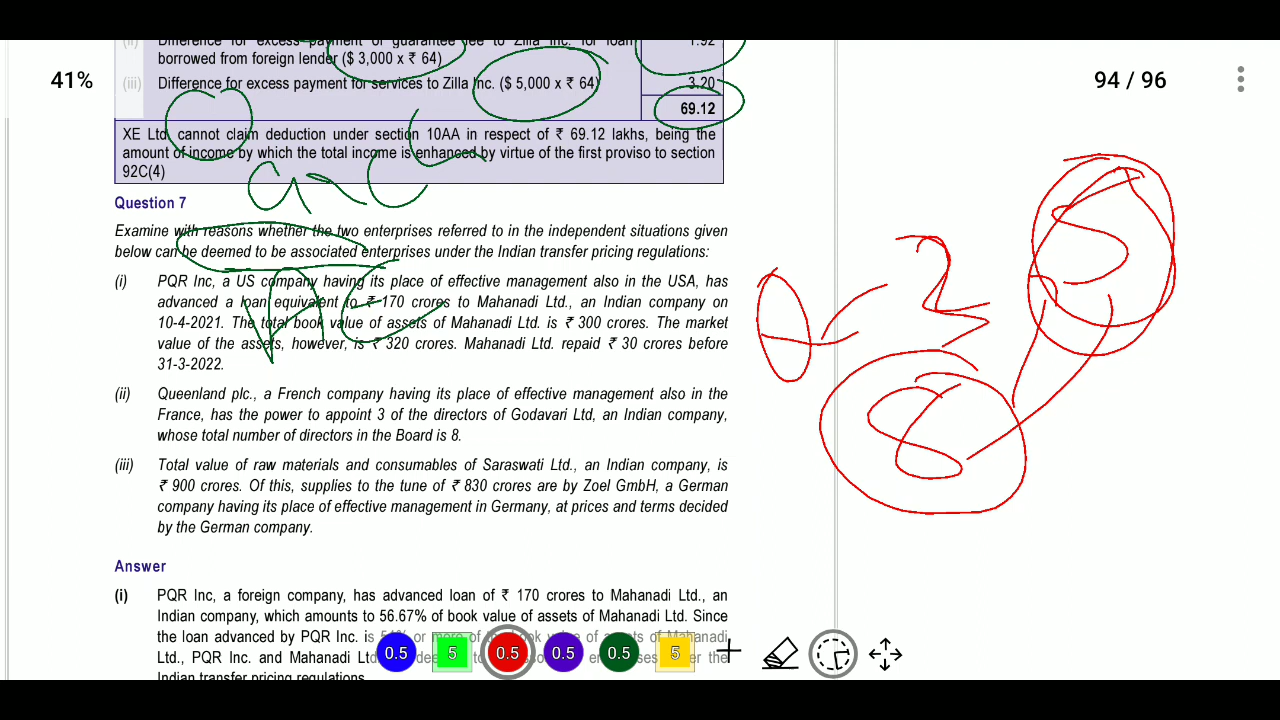 41%
94 / 96
(ii) Difference for excess payment of guarantee fee to Zilla Inc. for loan 1.92
borrowed from foreign lender ($ 3,000 x ₹ 64)
(iii) Difference for excess payment for services to Zilla Inc. ($ 5,000 x ₹ 64) 3.20
69.12
XE Ltd. cannot claim deduction under section 10AA in respect of ₹ 69.12 lakhs, being the
amount of income by which the total income is enhanced by virtue of the first proviso to section
92C(4)
Question 7
Examine with reasons whether the two enterprises referred to in the independent situations given
below can be deemed to be associated enterprises under the Indian transfer pricing regulations:
(i) PQR Inc, a US company having its place of effective management also in the USA, has
advanced a loan equivalent to ₹ 170 crores to Mahanadi Ltd., an Indian company on
10-4-2021. The total book value of assets of Mahanadi Ltd. is ₹ 300 crores. The market
value of the assets, however, is ₹ 320 crores. Mahanadi Ltd. repaid ₹ 30 crores before
31-3-2022.
(ii) Queenland plc., a French company having its place of effective management also in the
France, has the power to appoint 3 of the directors of Godavari Ltd, an Indian company,
whose total number of directors in the Board is 8.
(iii) Total value of raw materials and consumables of Saraswati Ltd., an Indian company, is
₹ 900 crores. Of this, supplies to the tune of ₹ 830 crores are by Zoel GmbH, a German
company having its place of effective management in Germany, at prices and terms decided
by the German company.
Answer
(i) PQR Inc, a foreign company, has advanced loan of ₹ 170 crores to Mahanadi Ltd., an
Indian company, which amounts to 56.67% of book value of assets of Mahanadi Ltd. Since
the loan advanced by PQR Inc. is 51% or more of the book value of assets of Mahanadi
Ltd., PQR Inc. and Mahanadi Ltd the
Indian transfer pricing regulations.
0.5 5 0.5 0.5 0.5 5
8